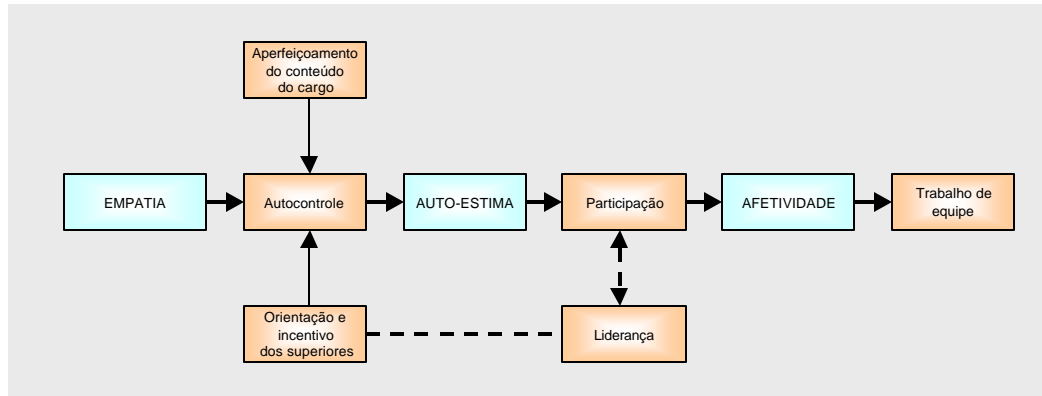 Aperfeiçoamento
do conteúdo
do cargo
EMPATIA
Autocontrole
AUTO-ESTIMA
Participação
AFETIVIDADE
Trabalho de
equipe
Orientação e
incentivo
dos superiores
Liderança